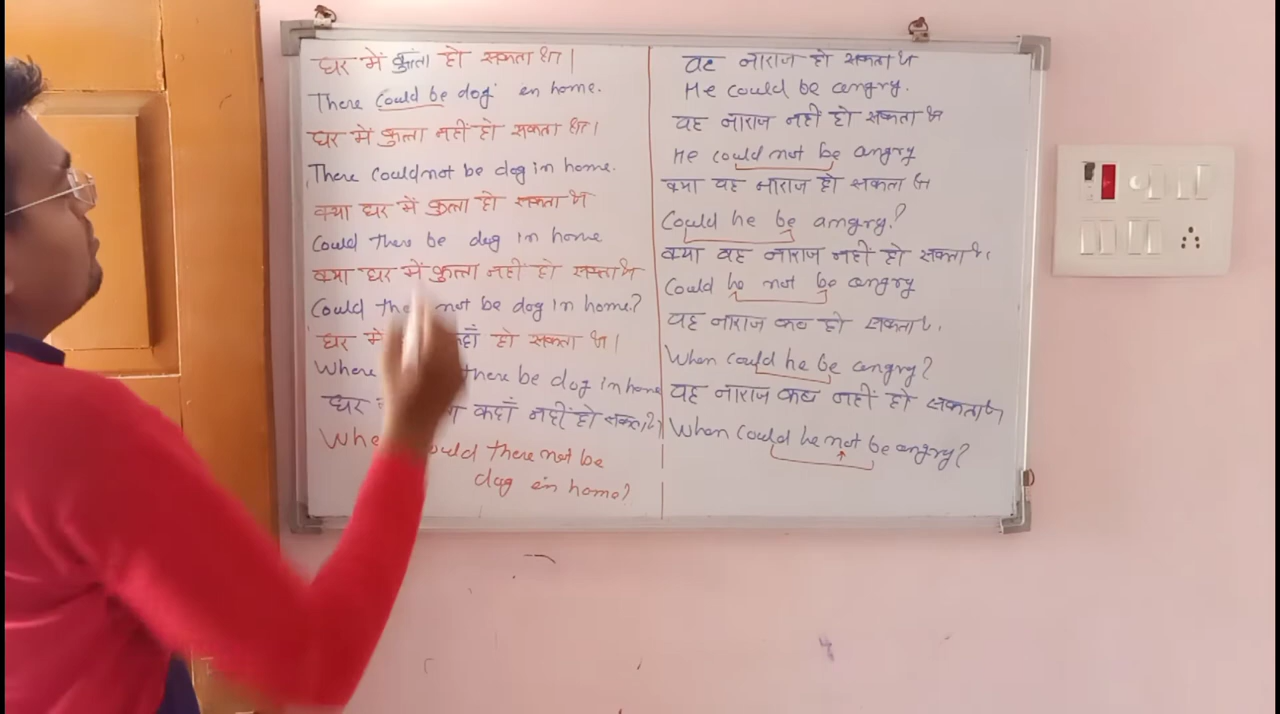 घर में कुत्ता हो सकता था।
There could be dog in home.
घर में कुत्ता नहीं हो सकता था।
There could not be dog in home.
क्या घर में कुत्ता हो सकता था
Could there be dog in home
क्या घर में कुत्ता नहीं हो सकता था
Could not be dog in home?
घर में कहाँ हो सकता था।
Where there be dog in home
घर कहाँ नहीं हो सकता था
there not be
dog in home?
वह नाराज हो सकता था
He could be angry.
वह नाराज नहीं हो सकता था
He could not be angry
क्या वह नाराज हो सकता था
Could he be amgry?
क्या वह नाराज नहीं हो सकता था
Could he not be angry
वह नाराज कब हो सकता था
When could he be angry?
वह नाराज कब नहीं हो सकता था
When could he not be angry?